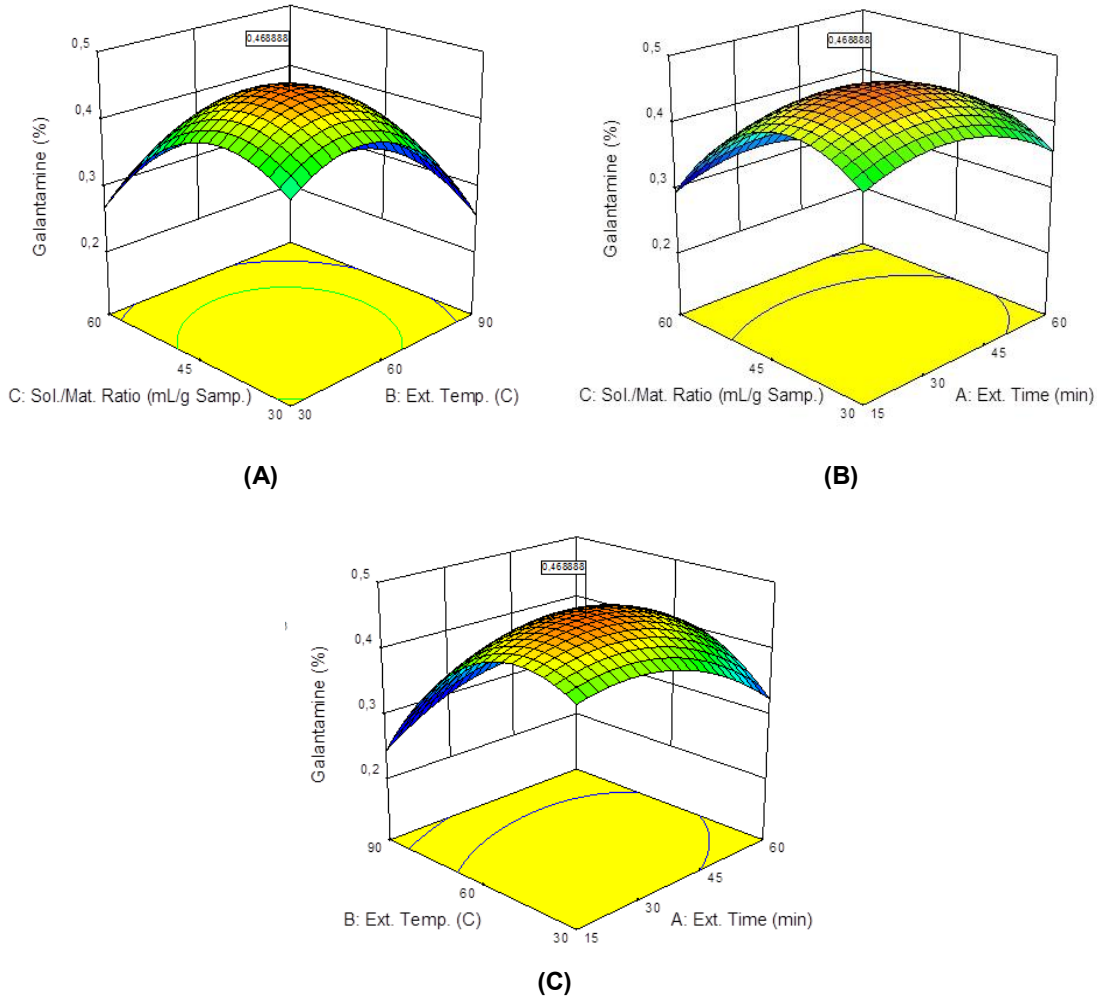 0,468888
0,5
0,4
0,3
0,2
Galantamine (%)
60
45
30
30
60
90
C: Sol./Mat. Ratio (mL/g Samp.)
B: Ext. Temp. (C)
(A)
0,468888
0,5
0,4
0,3
0,2
Galantamine (%)
60
45
30
15
30
45
60
C: Sol./Mat. Ratio (mL/g Samp.)
A: Ext. Time (min)
(B)
0,468888
0,5
0,4
0,3
0,2
Galantamine (%)
90
60
30
15
30
45
60
B: Ext. Temp. (C)
A: Ext. Time (min)
(C)